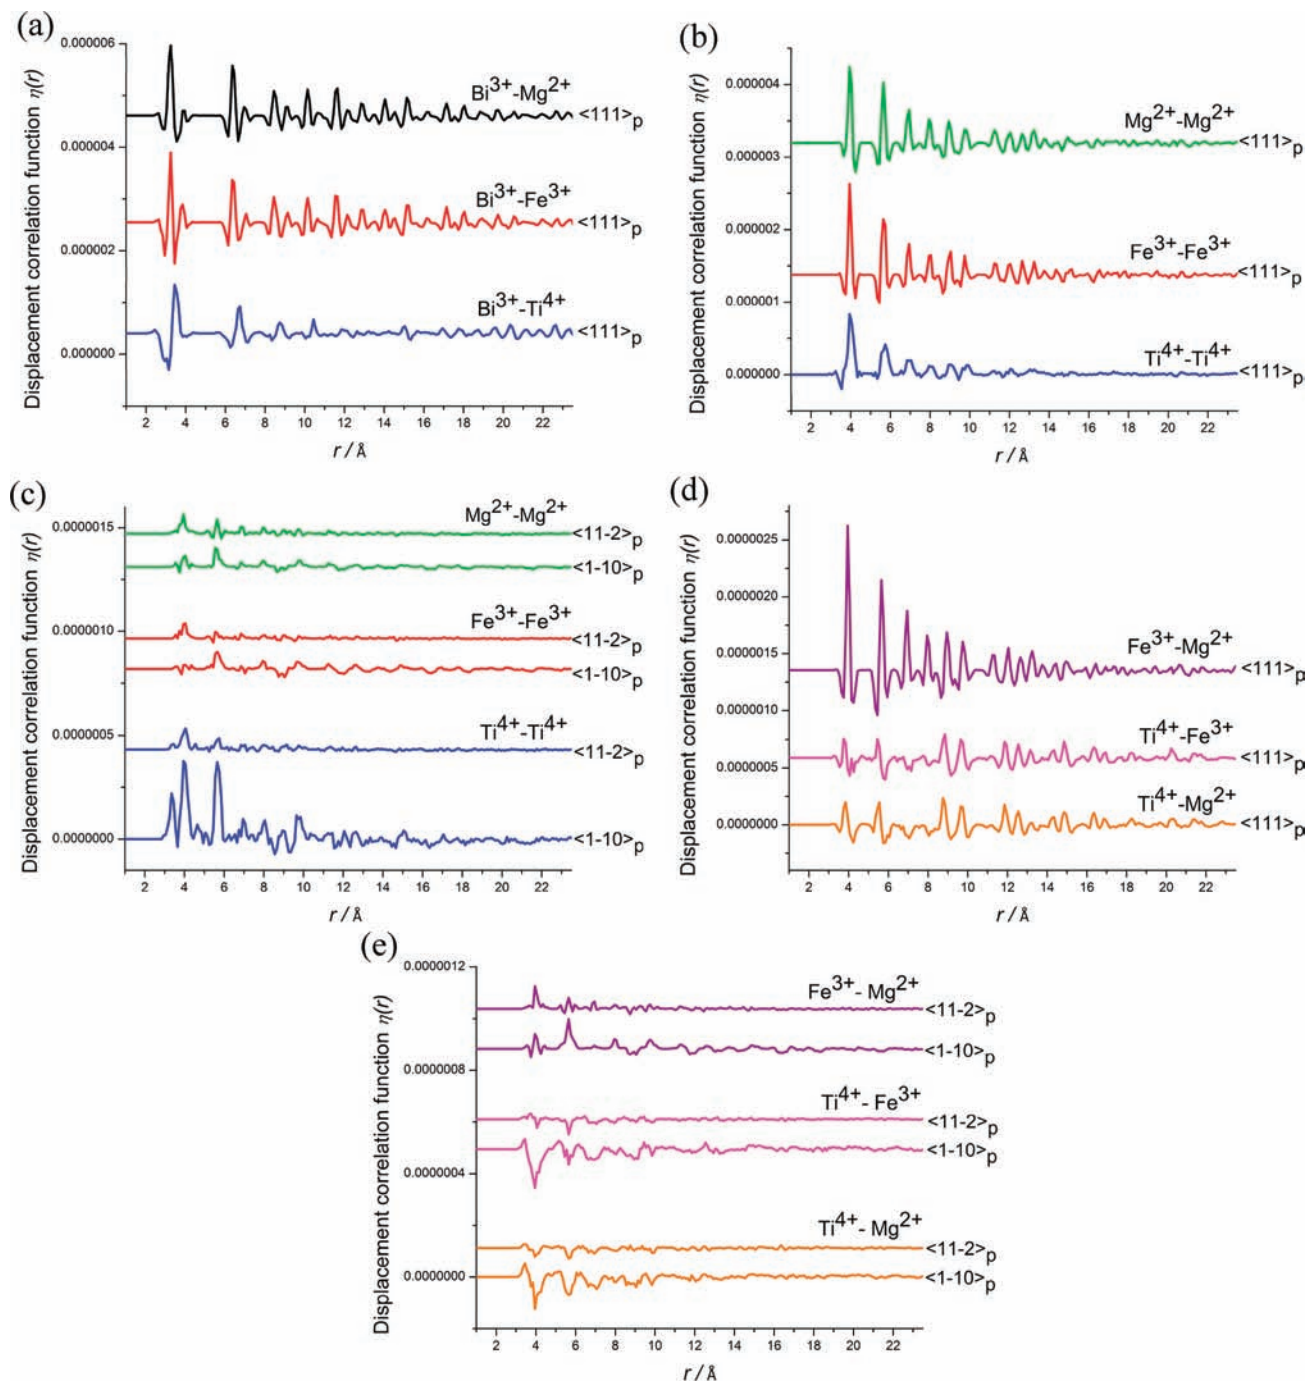 (a)
Displacement correlation function η(r)
0.000006
0.000004
0.000002
0.000000
Bi³⁺-Mg²⁺
<111>p
Bi³⁺-Fe³⁺
<111>p
Bi³⁺-Ti⁴⁺
<111>p
2 4 6 8 10 12 14 16 18 20 22
r / Å
(b)
Displacement correlation function η(r)
0.000004
0.000003
0.000002
0.000001
0.000000
Mg²⁺-Mg²⁺
<111>p
Fe³⁺-Fe³⁺
<111>p
Ti⁴⁺-Ti⁴⁺
<111>p
2 4 6 8 10 12 14 16 18 20 22
r / Å
(c)
Displacement correlation function η(r)
0.0000015
0.0000010
0.0000005
0.0000000
Mg²⁺-Mg²⁺
<11-2>p
<1-10>p
Fe³⁺-Fe³⁺
<11-2>p
<1-10>p
Ti⁴⁺-Ti⁴⁺
<11-2>p
<1-10>p
2 4 6 8 10 12 14 16 18 20 22
r / Å
(d)
Displacement correlation function η(r)
0.0000025
0.0000020
0.0000015
0.0000010
0.0000005
0.0000000
Fe³⁺-Mg²⁺
<111>p
Ti⁴⁺-Fe³⁺
<111>p
Ti⁴⁺-Mg²⁺
<111>p
2 4 6 8 10 12 14 16 18 20 22
r / Å
(e)
Displacement correlation function η(r)
0.0000012
0.0000008
0.0000004
0.0000000
Fe³⁺- Mg²⁺
<11-2>p
<1-10>p
Ti⁴⁺- Fe³⁺
<11-2>p
<1-10>p
Ti⁴⁺- Mg²⁺
<11-2>p
<1-10>p
2 4 6 8 10 12 14 16 18 20 22
r / Å